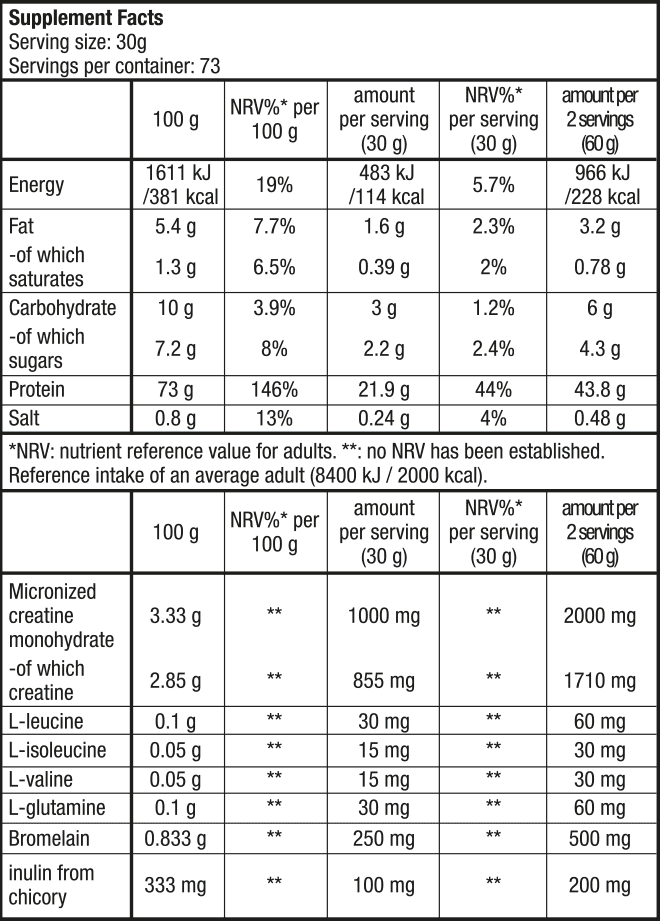 Supplement Facts
Serving size: 30g
Servings per container: 73
100 g NRV%* per 100 g amount per serving (30 g) NRV%* per serving (30 g) amount per 2 servings (60 g)
Energy 1611 kJ /381 kcal 19% 483 kJ /114 kcal 5.7% 966 kJ /228 kcal
Fat 5.4 g 7.7% 1.6 g 2.3% 3.2 g
-of which saturates 1.3 g 6.5% 0.39 g 2% 0.78 g
Carbohydrate 10 g 3.9% 3 g 1.2% 6 g
-of which sugars 7.2 g 8% 2.2 g 2.4% 4.3 g
Protein 73 g 146% 21.9 g 44% 43.8 g
Salt 0.8 g 13% 0.24 g 4% 0.48 g
*NRV: nutrient reference value for adults. **: no NRV has been established.
Reference intake of an average adult (8400 kJ / 2000 kcal).
100 g NRV%* per 100 g amount per serving (30 g) NRV%* per serving (30 g) amount per 2 servings (60 g)
Micronized creatine monohydrate 3.33 g ** 1000 mg ** 2000 mg
-of which creatine 2.85 g ** 855 mg ** 1710 mg
L-leucine 0.1 g ** 30 mg ** 60 mg
L-isoleucine 0.05 g ** 15 mg ** 30 mg
L-valine 0.05 g ** 15 mg ** 30 mg
L-glutamine 0.1 g ** 30 mg ** 60 mg
Bromelain 0.833 g ** 250 mg ** 500 mg
inulin from chicory 333 mg ** 100 mg ** 200 mg